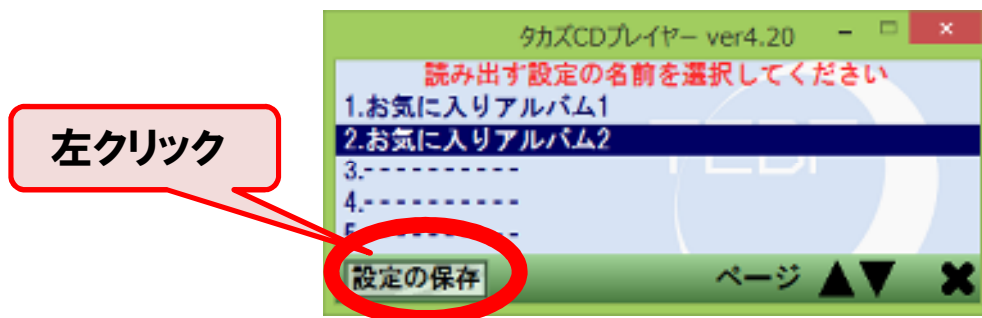 タカズCDプレイヤー ver4.20
読み出す設定の名前を選択してください
1.お気に入りアルバム1
左クリック
2.お気に入りアルバム2
3.----------
4.----------
設定の保存
ページ ▲▼ ✖